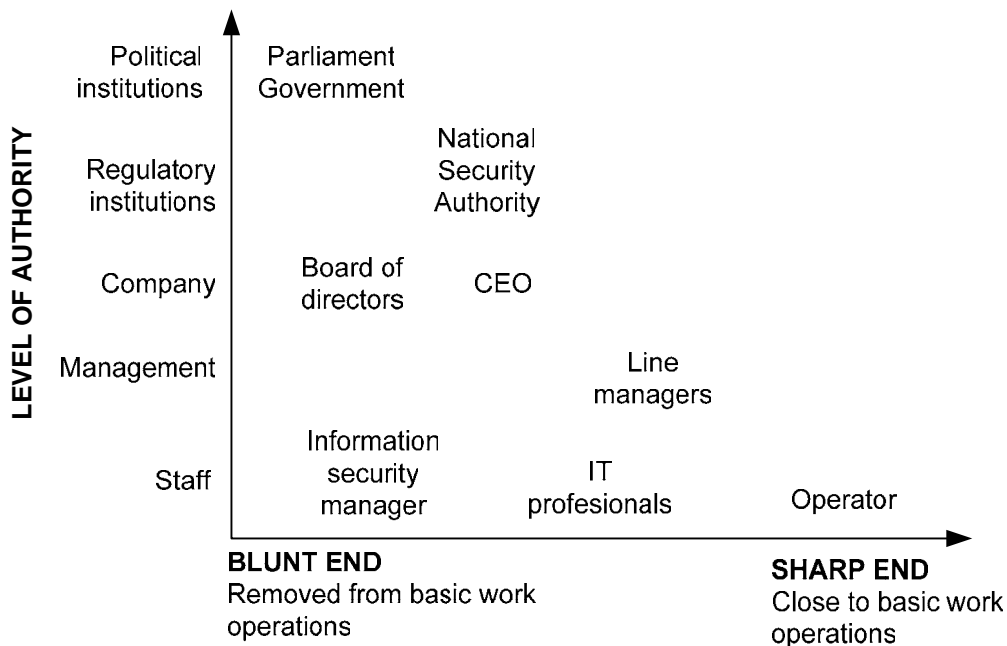 LEVEL OF AUTHORITY
Political
institutions
Parliament
Government
Regulatory
institutions
National
Security
Authority
Company
Board of
directors
CEO
Management
Line
managers
Staff
Information
security
manager
IT
profesionals
Operator
BLUNT END
Removed from basic work
operations
SHARP END
Close to basic work
operations